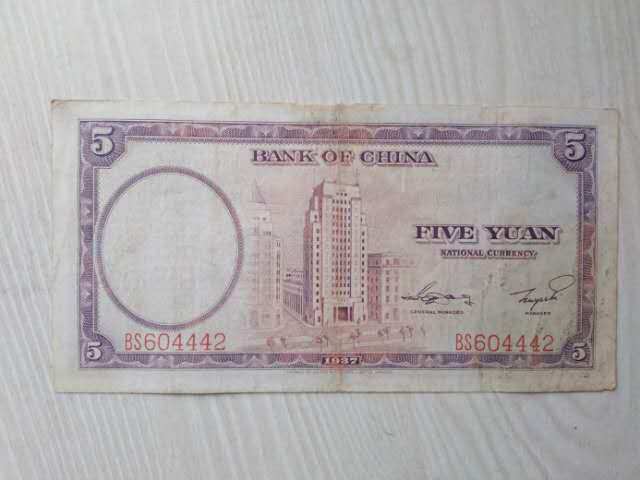 5 5
BANK OF CHINA
FIVE YUAN
NATIONAL CURRENCY
GENERAL MANAGER MANAGER
BS604442 BS604442
5 1937 5